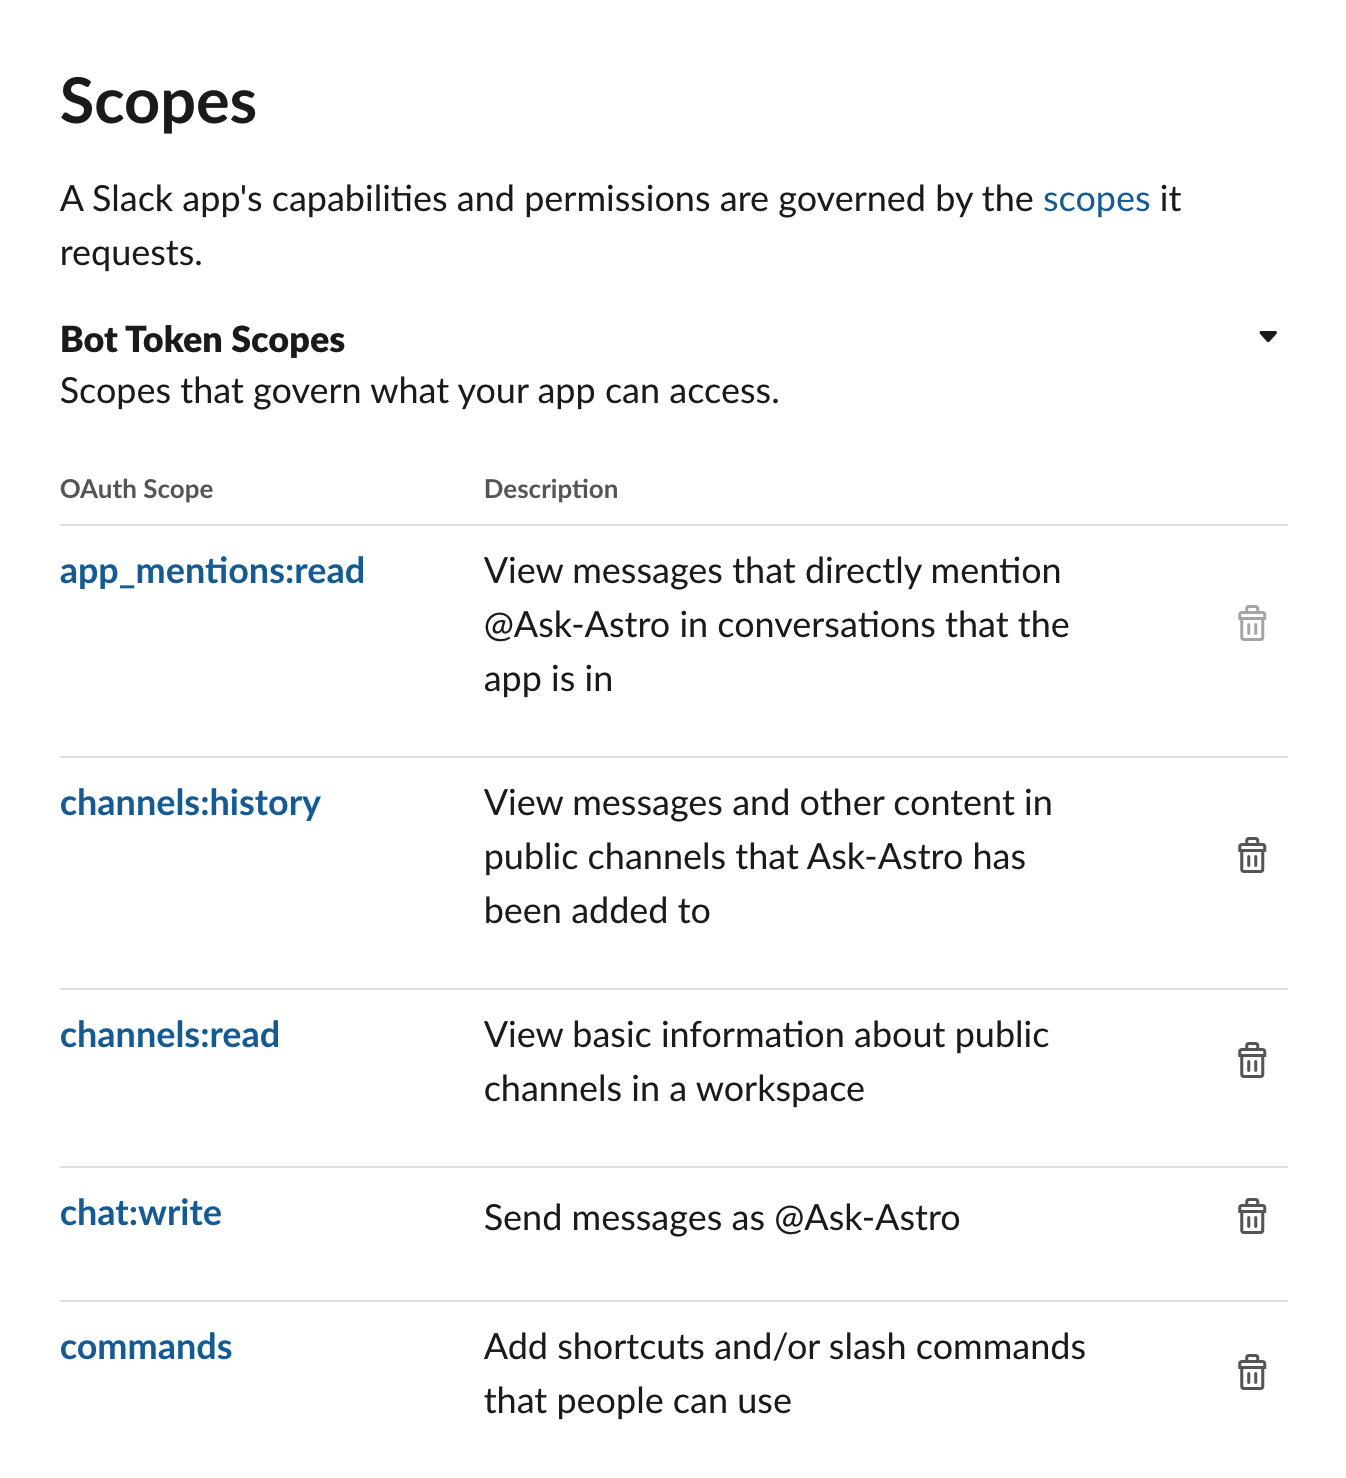 Scopes
A Slack app's capabilities and permissions are governed by the scopes it
requests.
Bot Token Scopes
Scopes that govern what your app can access.
OAuth Scope Description
app_mentions:read View messages that directly mention
@Ask-Astro in conversations that the
app is in
channels:history View messages and other content in
public channels that Ask-Astro has
been added to
channels:read View basic information about public
channels in a workspace
chat:write Send messages as @Ask-Astro
commands Add shortcuts and/or slash commands
that people can use